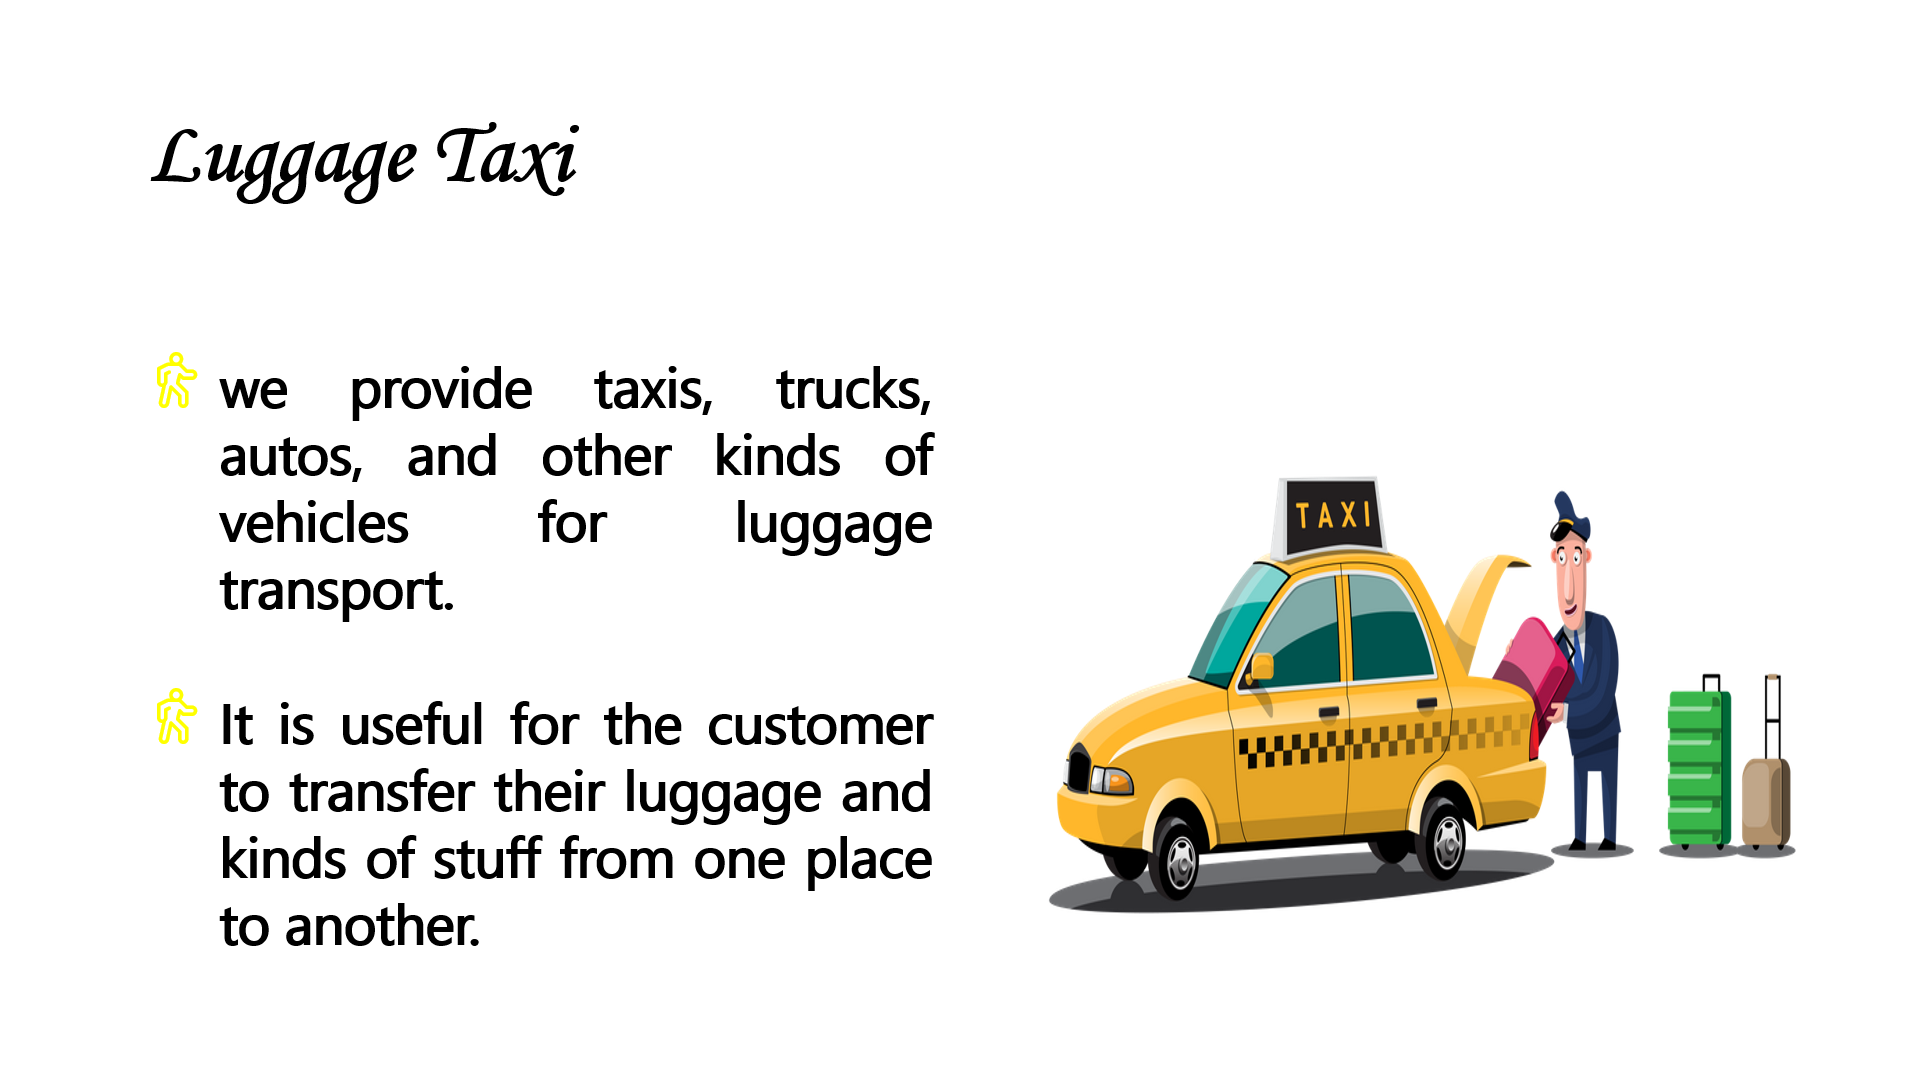 Luggage Taxi
we provide taxis, trucks,
autos, and other kinds of
vehicles for luggage
transport.
It is useful for the customer
to transfer their luggage and
kinds of stuff from one place
to another.
TAXI